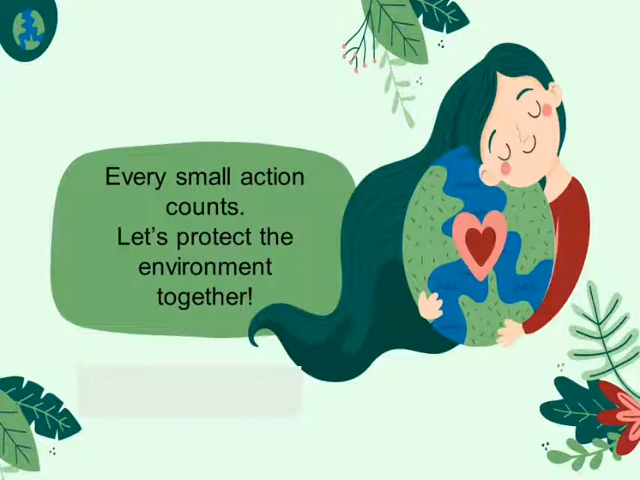 Every small action
counts.
Let’s protect the
environment
together!